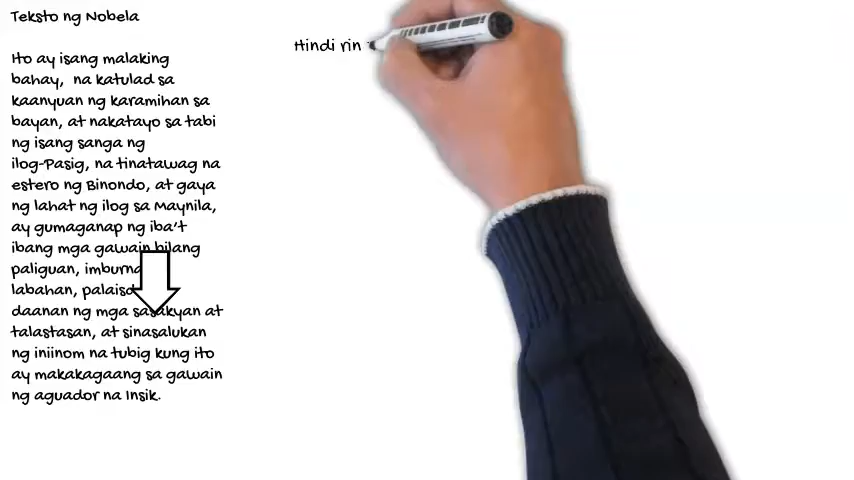 Teksto ng Nobela
Ito ay isang malaking
bahay, na katulad sa
kaanyuan ng karamihan sa
bayan, at nakatayo sa tabi
ng isang sanga ng
ilog-Pasig, na tinatawag na
estero ng Binondo, at gaya
ng lahat ng ilog sa Maynila,
ay gumaganap ng iba't
ibang mga gawain bilang
paliguan,
labahan,
daanan ng mga sasakyan at
talastasan, at sinasalukan
ng iniinom na tubig kung ito
ay makakagaang sa gawain
ng aguador na Insik.
Hindi rin